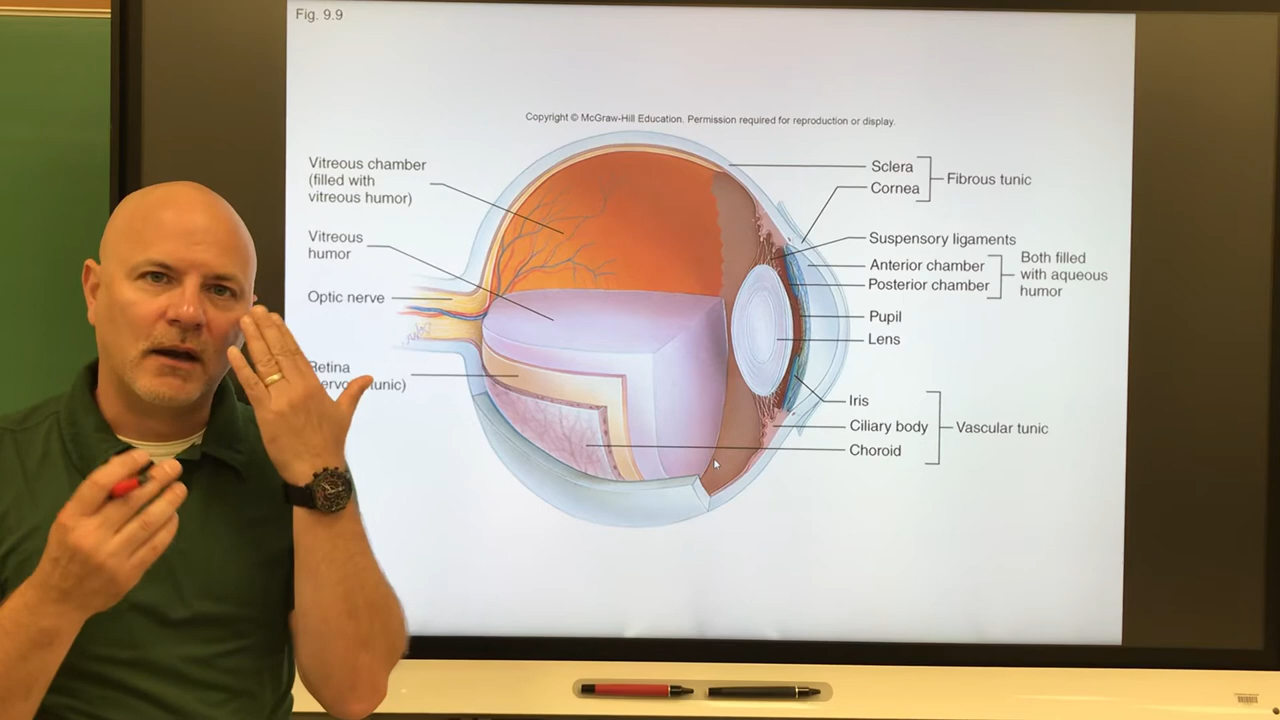 Fig. 9.9
Copyright © McGraw-Hill Education. Permission required for reproduction or display.
Vitreous chamber
(filled with
vitreous humor)
Vitreous
humor
Optic nerve
Retina
Sclera
Cornea
Fibrous tunic
Suspensory ligaments
Anterior chamber
Posterior chamber
Both filled
with aqueous
humor
Pupil
Lens
Iris
Ciliary body
Choroid
Vascular tunic